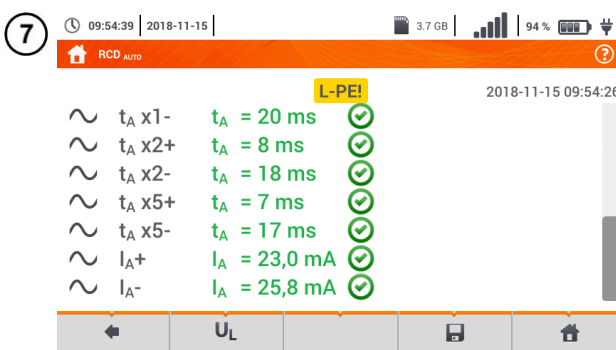 7
09:54:39 2018-11-15 3.7 GB 94 %
RCD AUTO ?
L-PE! 2018-11-15 09:54:26
tA x1- tA = 20 ms
tA x2+ tA = 8 ms
tA x2- tA = 18 ms
tA x5+ tA = 7 ms
tA x5- tA = 17 ms
IA+ IA = 23,0 mA
IA- IA = 25,8 mA
UL